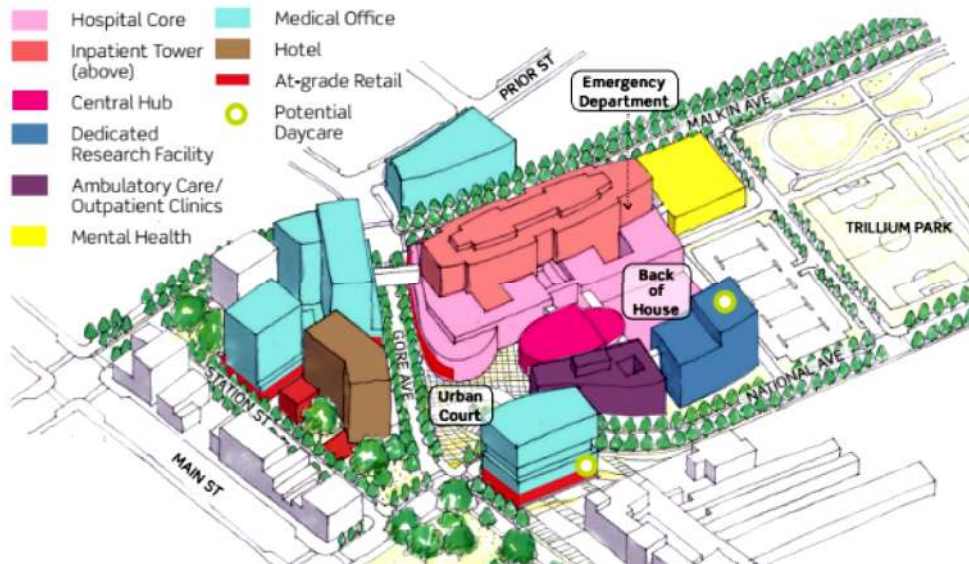 Hospital Core
Inpatient Tower
(above)
Central Hub
Dedicated
Research Facility
Ambulatory Care/
Outpatient Clinics
Mental Health
Medical Office
Hotel
At-grade Retail
Potential
Daycare
PRIOR ST
Emergency
Department
MALKIN AVE
TRILLIUM PARK
Back
of
House
GORE AVE
NATIONAL AVE
Urban
Court
STATION ST
MAIN ST